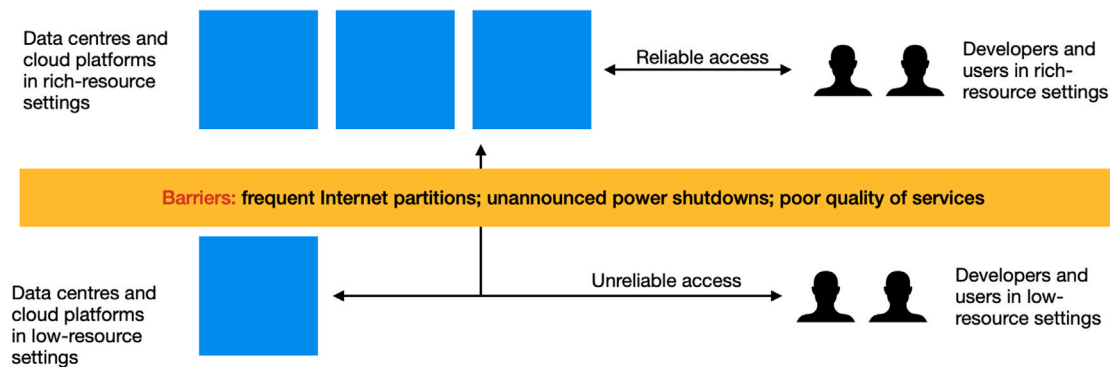 Data centres and
cloud platforms
in rich-resource
settings
Reliable access
Developers and
users in rich-
resource settings
Barriers: frequent Internet partitions; unannounced power shutdowns; poor quality of services
Data centres and
cloud platforms
in low-resource
settings
Unreliable access
Developers and
users in low-
resource settings